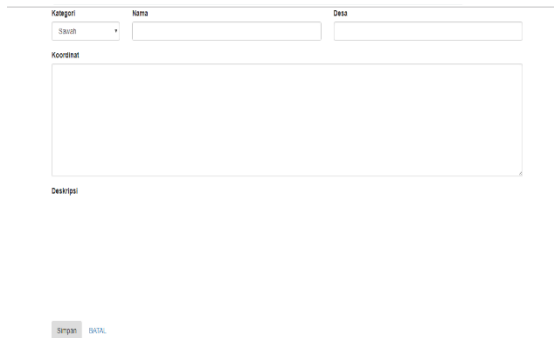 Kategori Nama Desa
Sawah
Koordinat
Deskripsi
Simpan BATAL